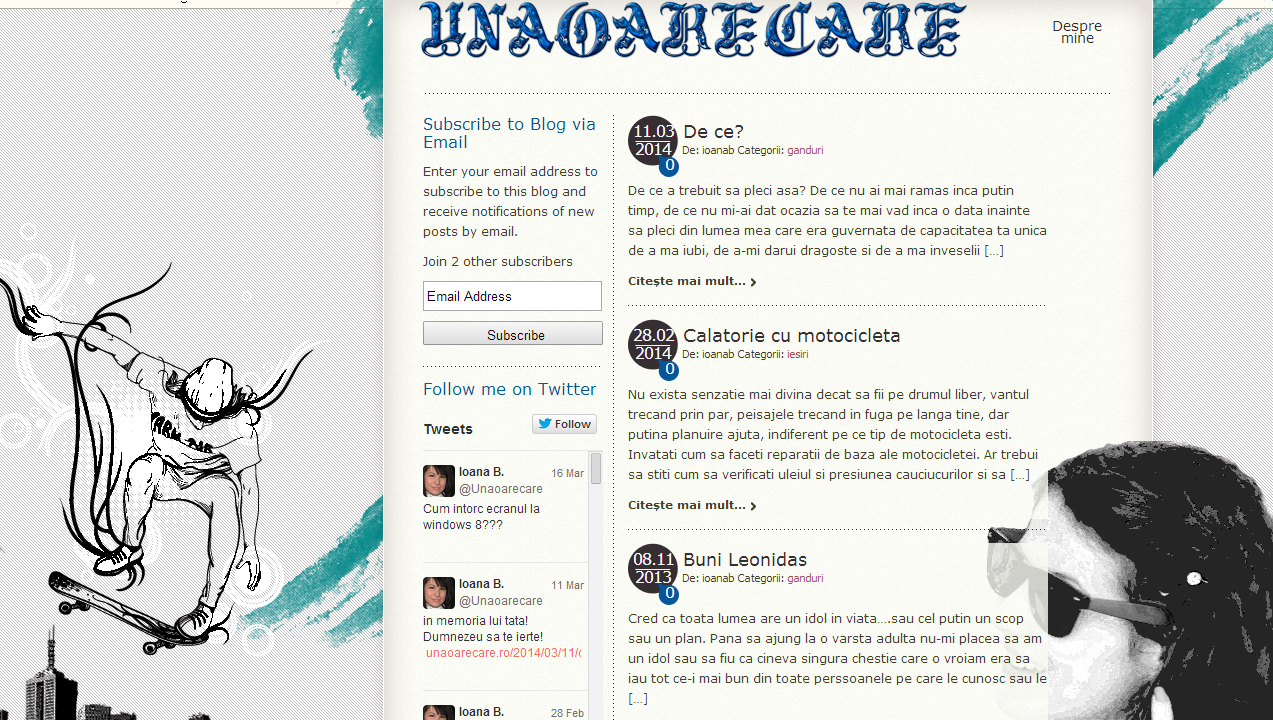 UNAOARECARE
Despre
mine
Subscribe to Blog via
Email
Enter your email address to
subscribe to this blog and
receive notifications of new
posts by email.
Join 2 other subscribers
Email Address
Subscribe
Follow me on Twitter
Tweets
Follow
Ioana B.
16 Mar
@Unaoarecare
Cum intorc ecranul la
windows 8???
Ioana B.
11 Mar
@Unaoarecare
in memoria lui tata!
Dumnezeu sa te ierte!
unaoarecare.ro/2014/03/11/
Ioana B.
28 Feb
11.03
2014
0
De ce?
De: ioanab Categorii: ganduri
De ce a trebuit sa pleci asa? De ce nu ai mai ramas inca putin
timp, de ce nu mi-ai dat ocazia sa te mai vad inca o data inainte
sa pleci din lumea mea care era guvernata de capacitatea ta unica
de a ma iubi, de a-mi darui dragoste si de a ma inveselii […]
Citește mai mult...
28.02
2014
0
Calatorie cu motocicleta
De: ioanab Categorii: iesiri
Nu exista senzatie mai divina decat sa fii pe drumul liber, vantul
trecand prin par, peisajele trecand in fuga pe langa tine, dar
putina planuire ajuta, indiferent pe ce tip de motocicleta esti.
Invatati cum sa faceti reparatii de baza ale motocicletei. Ar trebui
sa stiti cum sa verificati uleiul si presiunea cauciucurilor si sa […]
Citește mai mult...
08.11
2013
0
Buni Leonidas
De: ioanab Categorii: ganduri
Cred ca toata lumea are un idol in viata….sau cel putin un scop
sau un plan. Pana sa ajung la o varsta adulta nu-mi placea sa am
un idol sau sa fiu ca cineva singura chestie care o vroiam era sa
iau tot ce-i mai bun din toate perssoanele pe care le cunosc sau le
[…]